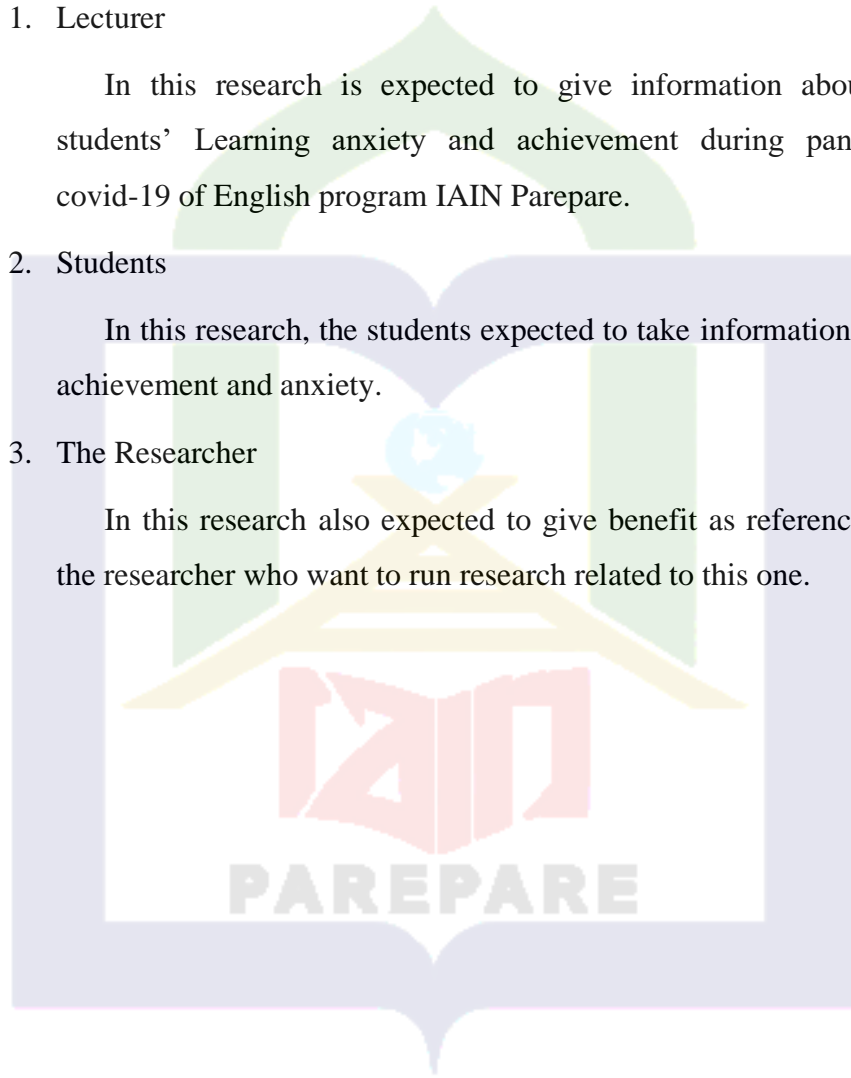 1. Lecturer
In this research is expected to give information abou
students’ Learning anxiety and achievement during pan
covid-19 of English program IAIN Parepare.
2. Students
In this research, the students expected to take information
achievement and anxiety.
3. The Researcher
In this research also expected to give benefit as referenc
the researcher who want to run research related to this one.
iain
PAREPARE